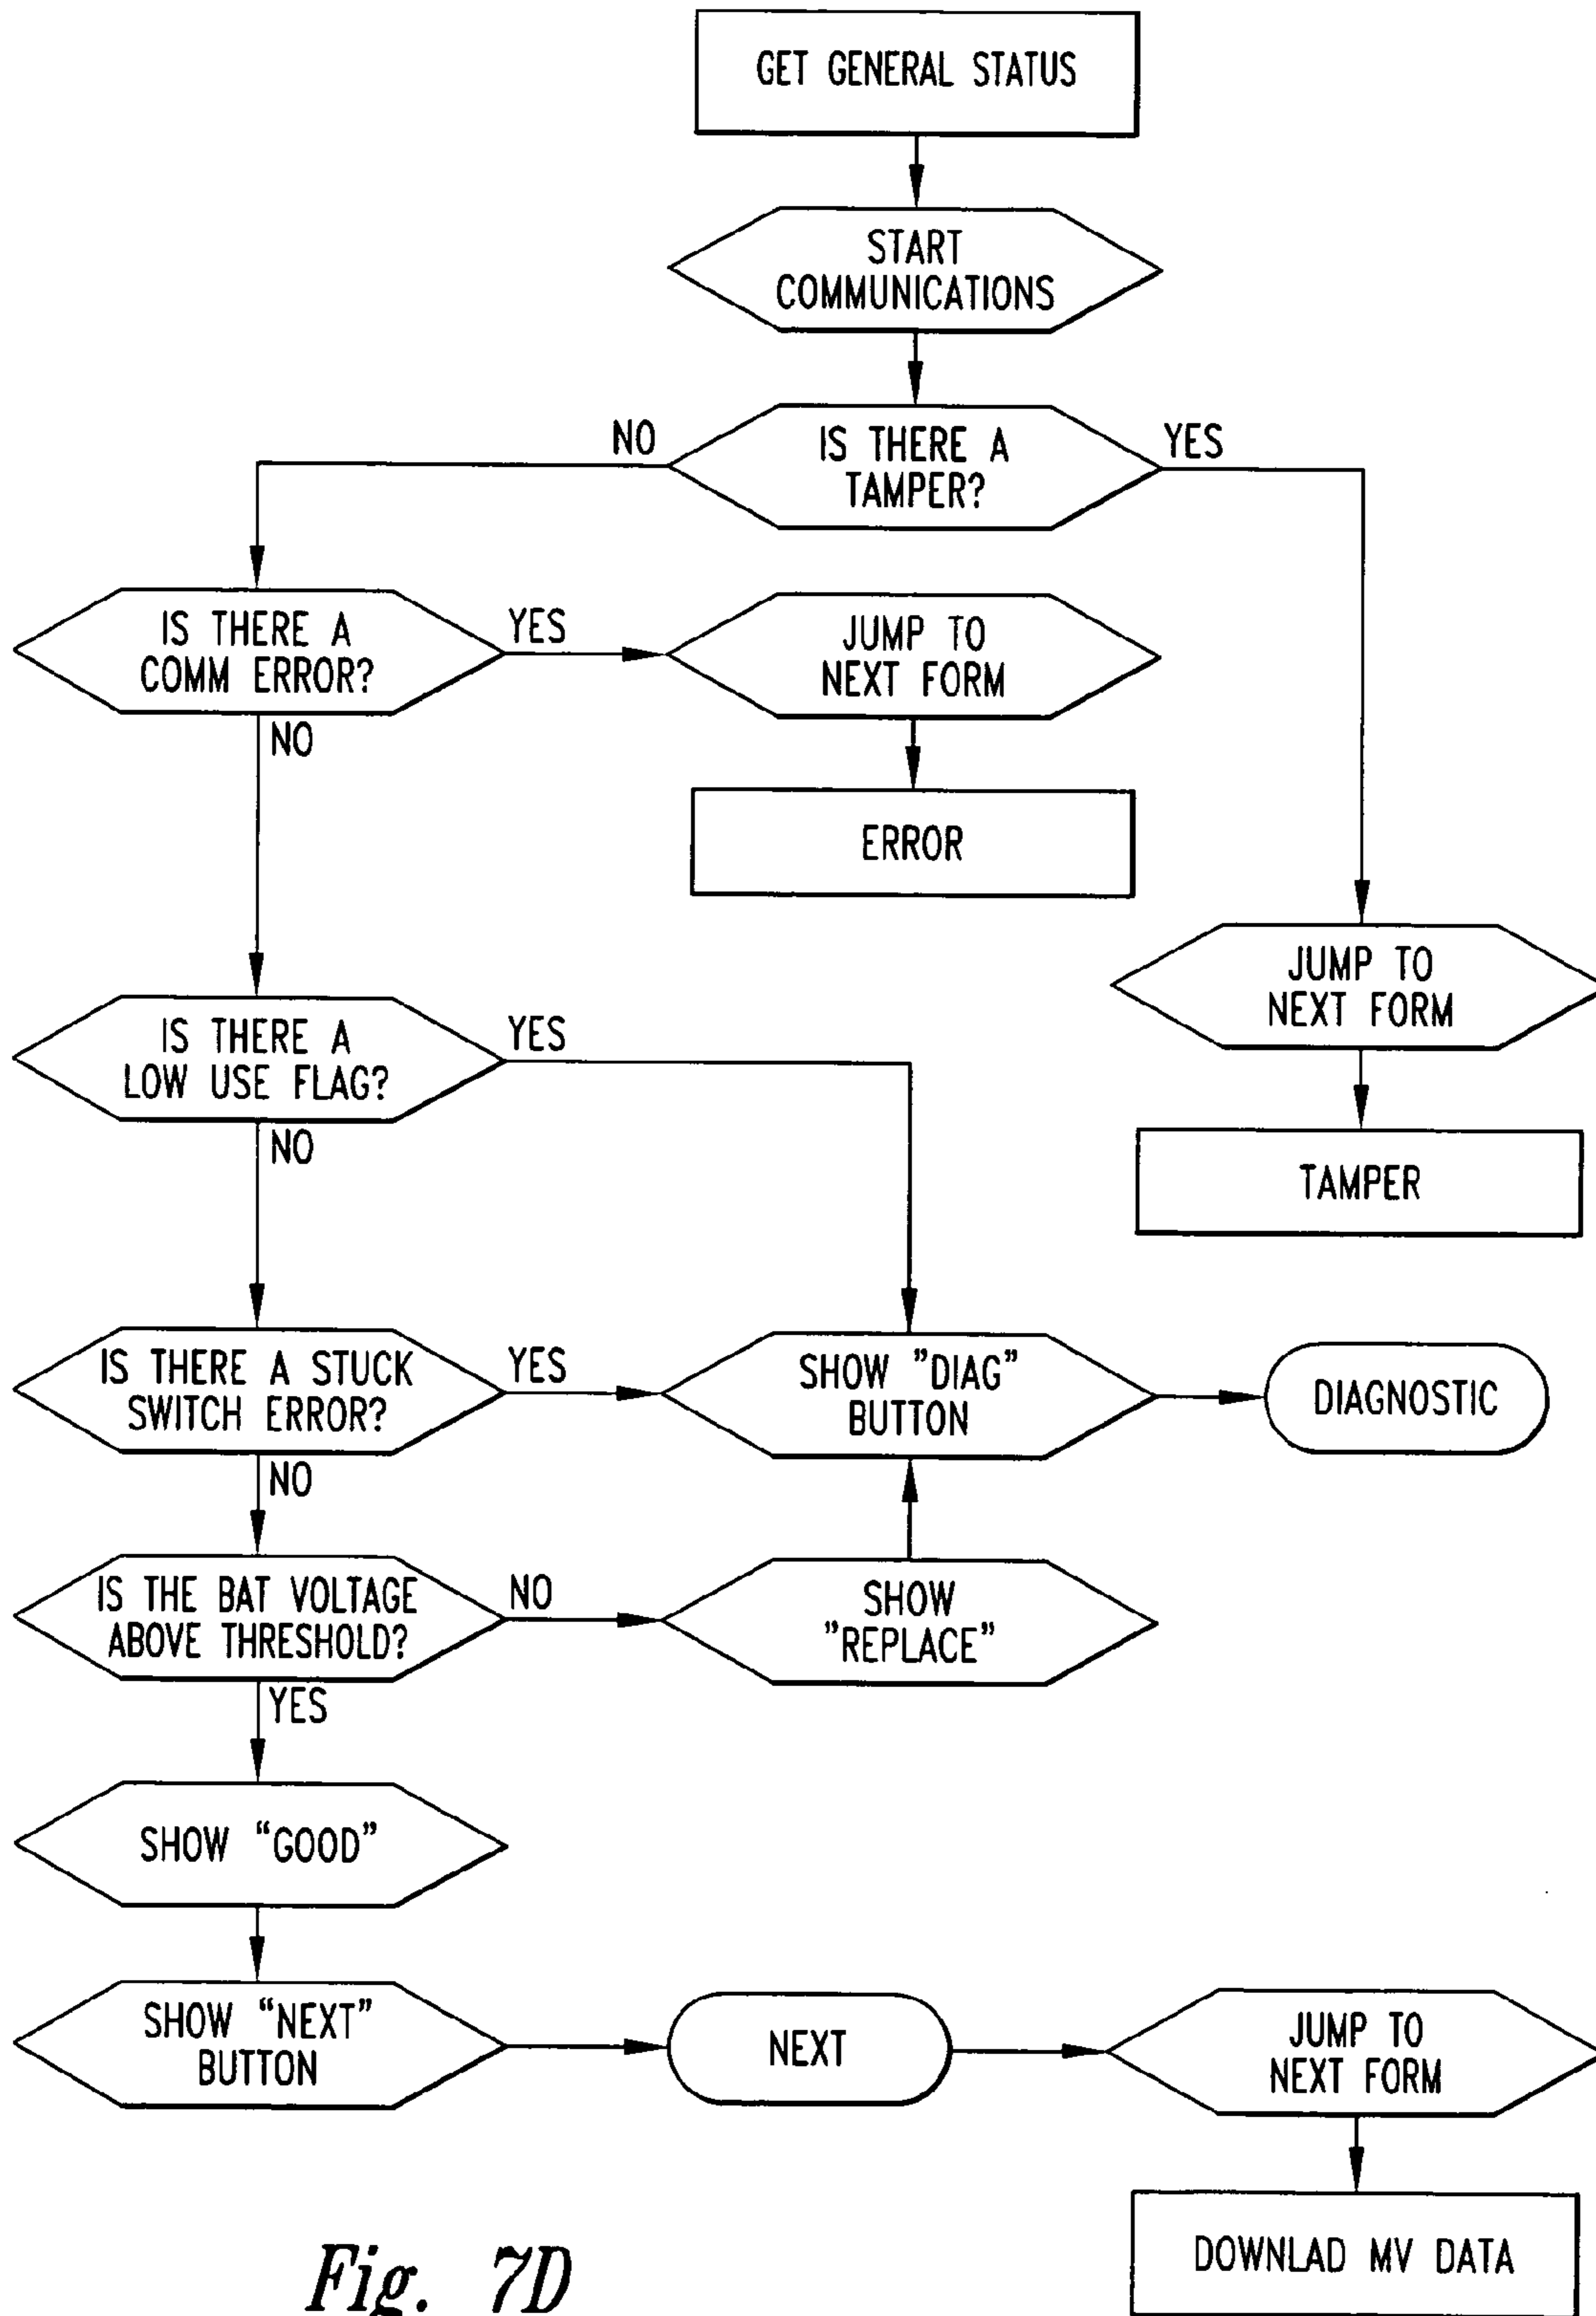 GET GENERAL STATUS
START
COMMUNICATIONS
NO
IS THERE A
TAMPER?
YES
IS THERE A
COMM ERROR?
YES
NO
JUMP TO
NEXT FORM
ERROR
JUMP TO
NEXT FORM
TAMPER
IS THERE A
LOW USE FLAG?
YES
NO
IS THERE A STUCK
SWITCH ERROR?
YES
NO
SHOW "DIAG"
BUTTON
DIAGNOSTIC
IS THE BAT VOLTAGE
ABOVE THRESHOLD?
NO
YES
SHOW
"REPLACE"
SHOW "GOOD"
SHOW "NEXT"
BUTTON
NEXT
JUMP TO
NEXT FORM
DOWNLAD MV DATA
Fig. 7D